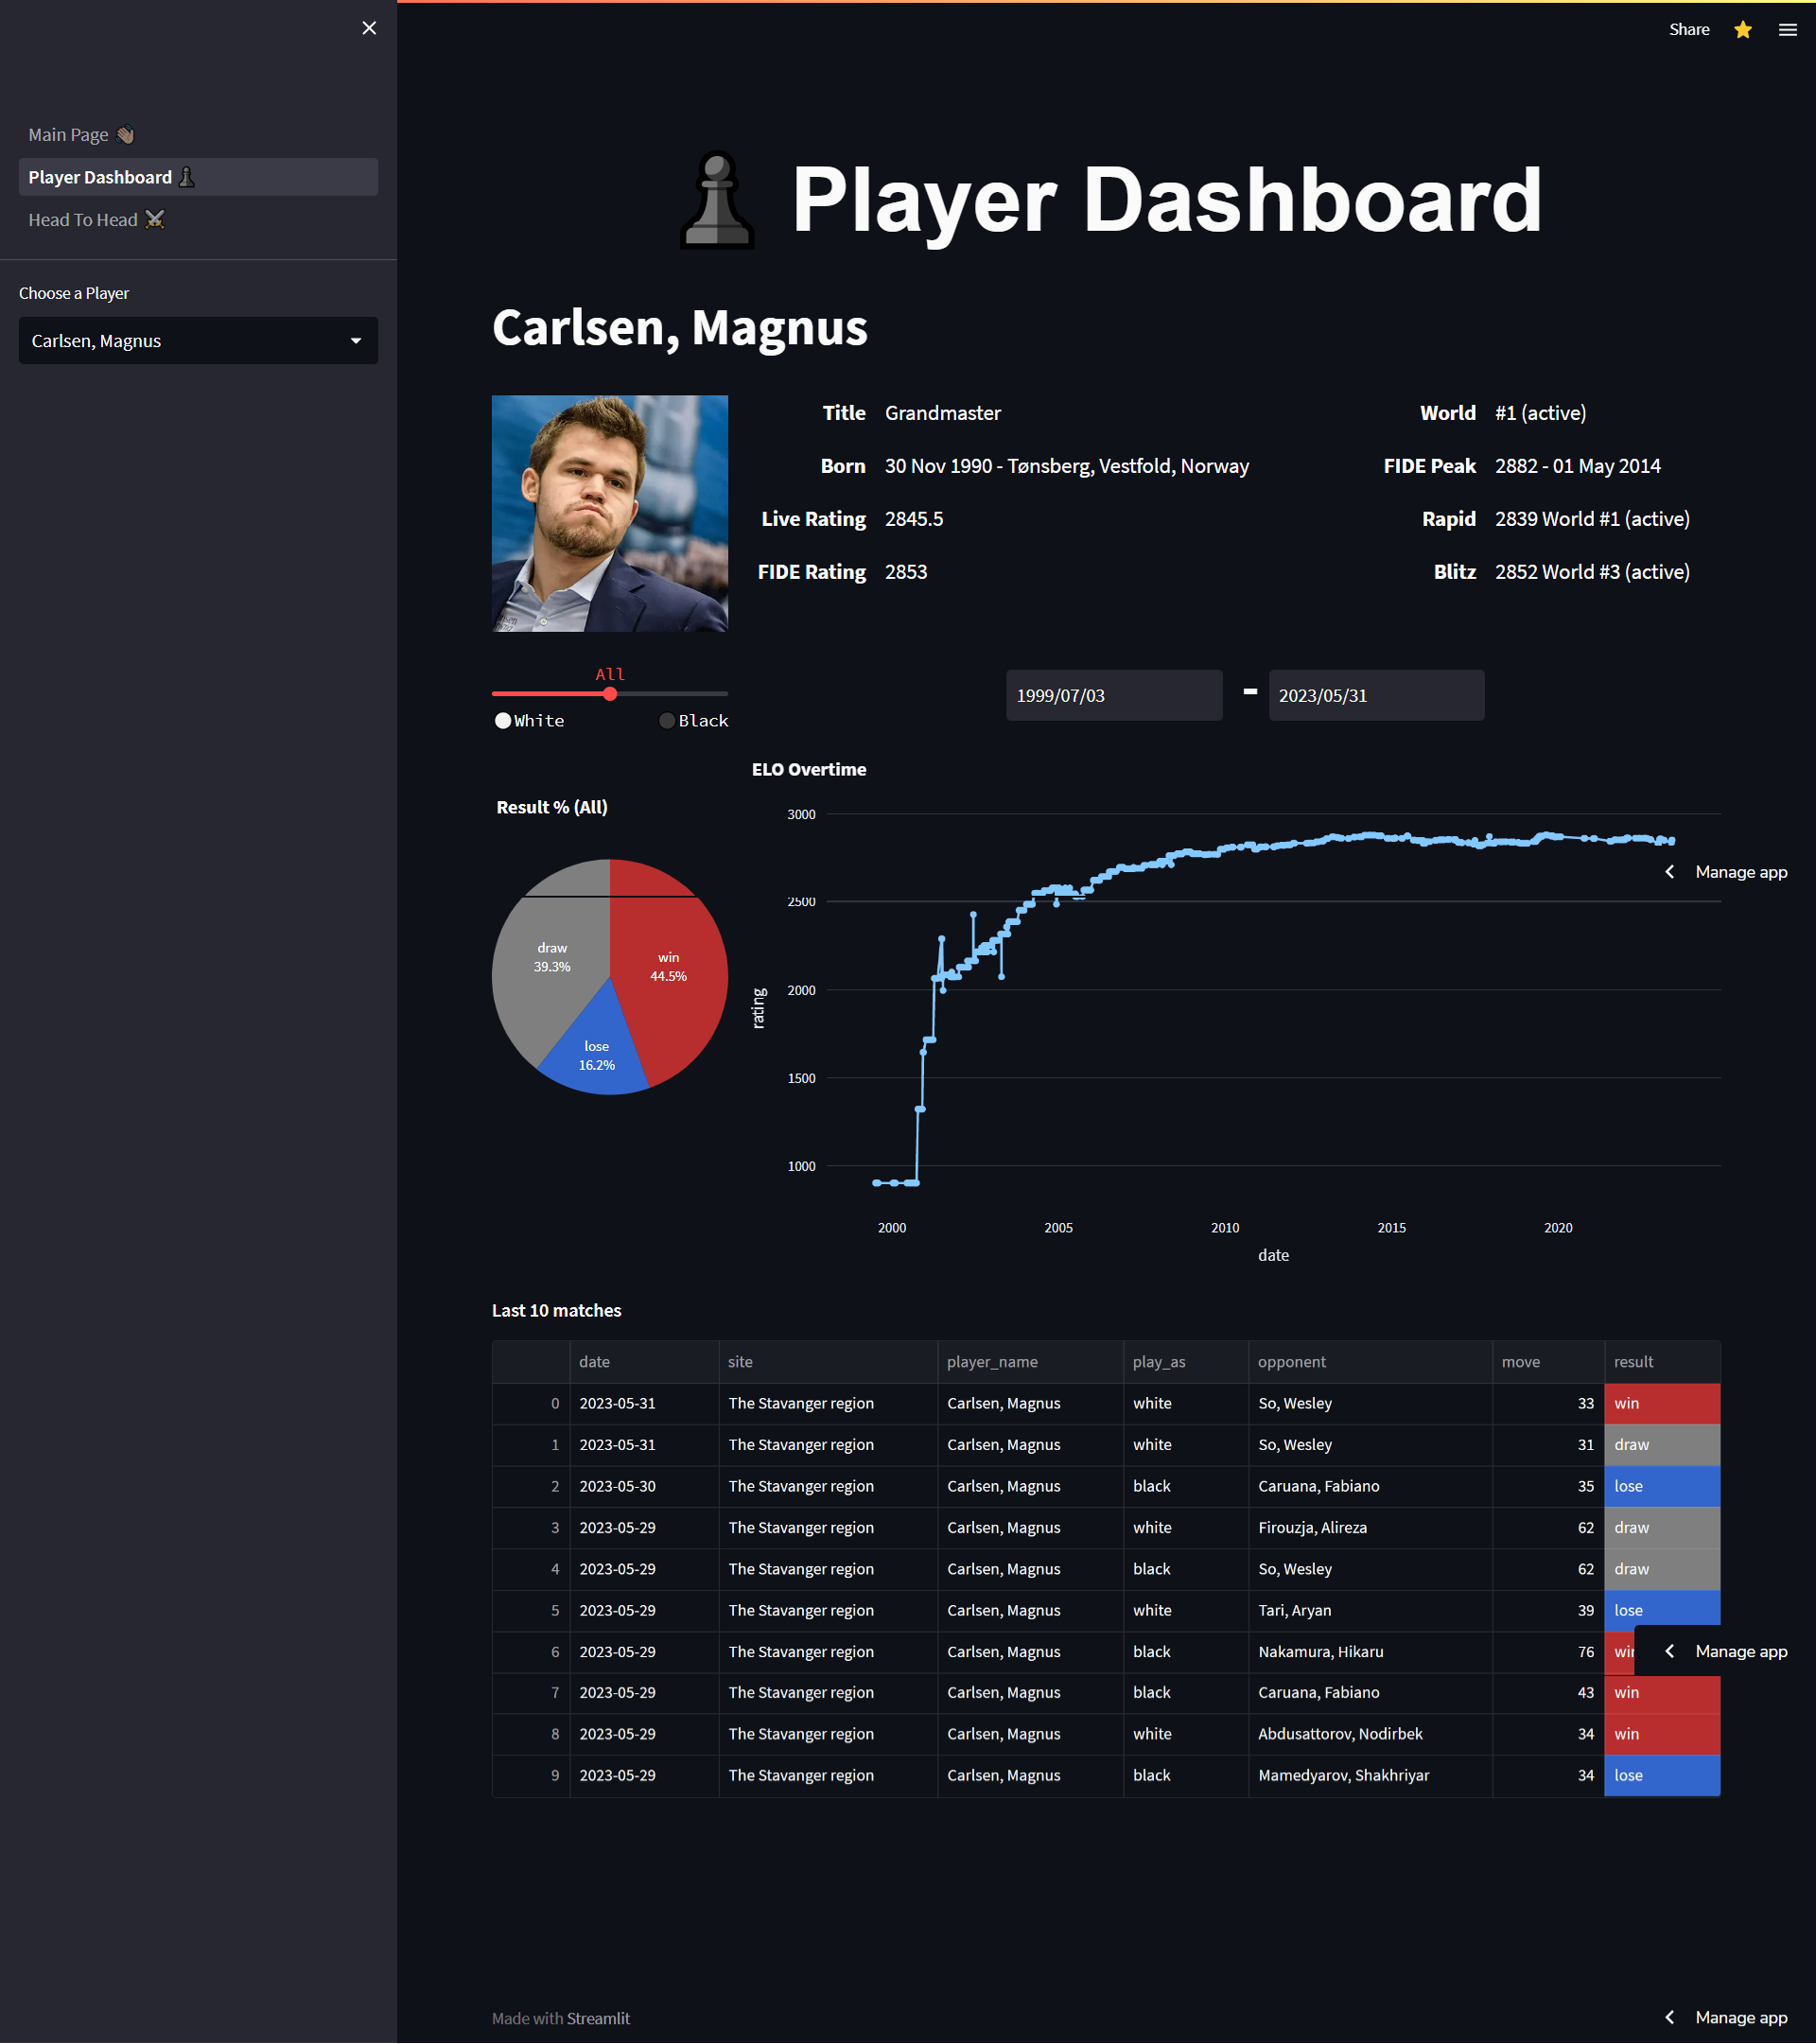 Share
Main Page
Player Dashboard
Head To Head
Choose a Player
Carlsen, Magnus
Player Dashboard
Carlsen, Magnus
Title Grandmaster
Born 30 Nov 1990 - Tønsberg, Vestfold, Norway
Live Rating 2845.5
FIDE Rating 2853
World #1 (active)
FIDE Peak 2882 - 01 May 2014
Rapid 2839 World #1 (active)
Blitz 2852 World #3 (active)
All
White Black
1999/07/03 - 2023/05/31
Result % (All)
draw
39.3%
win
44.5%
lose
16.2%
ELO Overtime
3000
2500
2000
1500
1000
rating
2000 2005 2010 2015 2020
date
Manage app
Last 10 matches
date site player_name play_as opponent move result
0 2023-05-31 The Stavanger region Carlsen, Magnus white So, Wesley 33 win
1 2023-05-31 The Stavanger region Carlsen, Magnus white So, Wesley 31 draw
2 2023-05-30 The Stavanger region Carlsen, Magnus black Caruana, Fabiano 35 lose
3 2023-05-29 The Stavanger region Carlsen, Magnus white Firouzja, Alireza 62 draw
4 2023-05-29 The Stavanger region Carlsen, Magnus black So, Wesley 62 draw
5 2023-05-29 The Stavanger region Carlsen, Magnus white Tari, Aryan 39 lose
6 2023-05-29 The Stavanger region Carlsen, Magnus black Nakamura, Hikaru 76 win Manage app
7 2023-05-29 The Stavanger region Carlsen, Magnus black Caruana, Fabiano 43 win
8 2023-05-29 The Stavanger region Carlsen, Magnus white Abdusattorov, Nodirbek 34 win
9 2023-05-29 The Stavanger region Carlsen, Magnus black Mamedyarov, Shakhriyar 34 lose
Made with Streamlit
Manage app